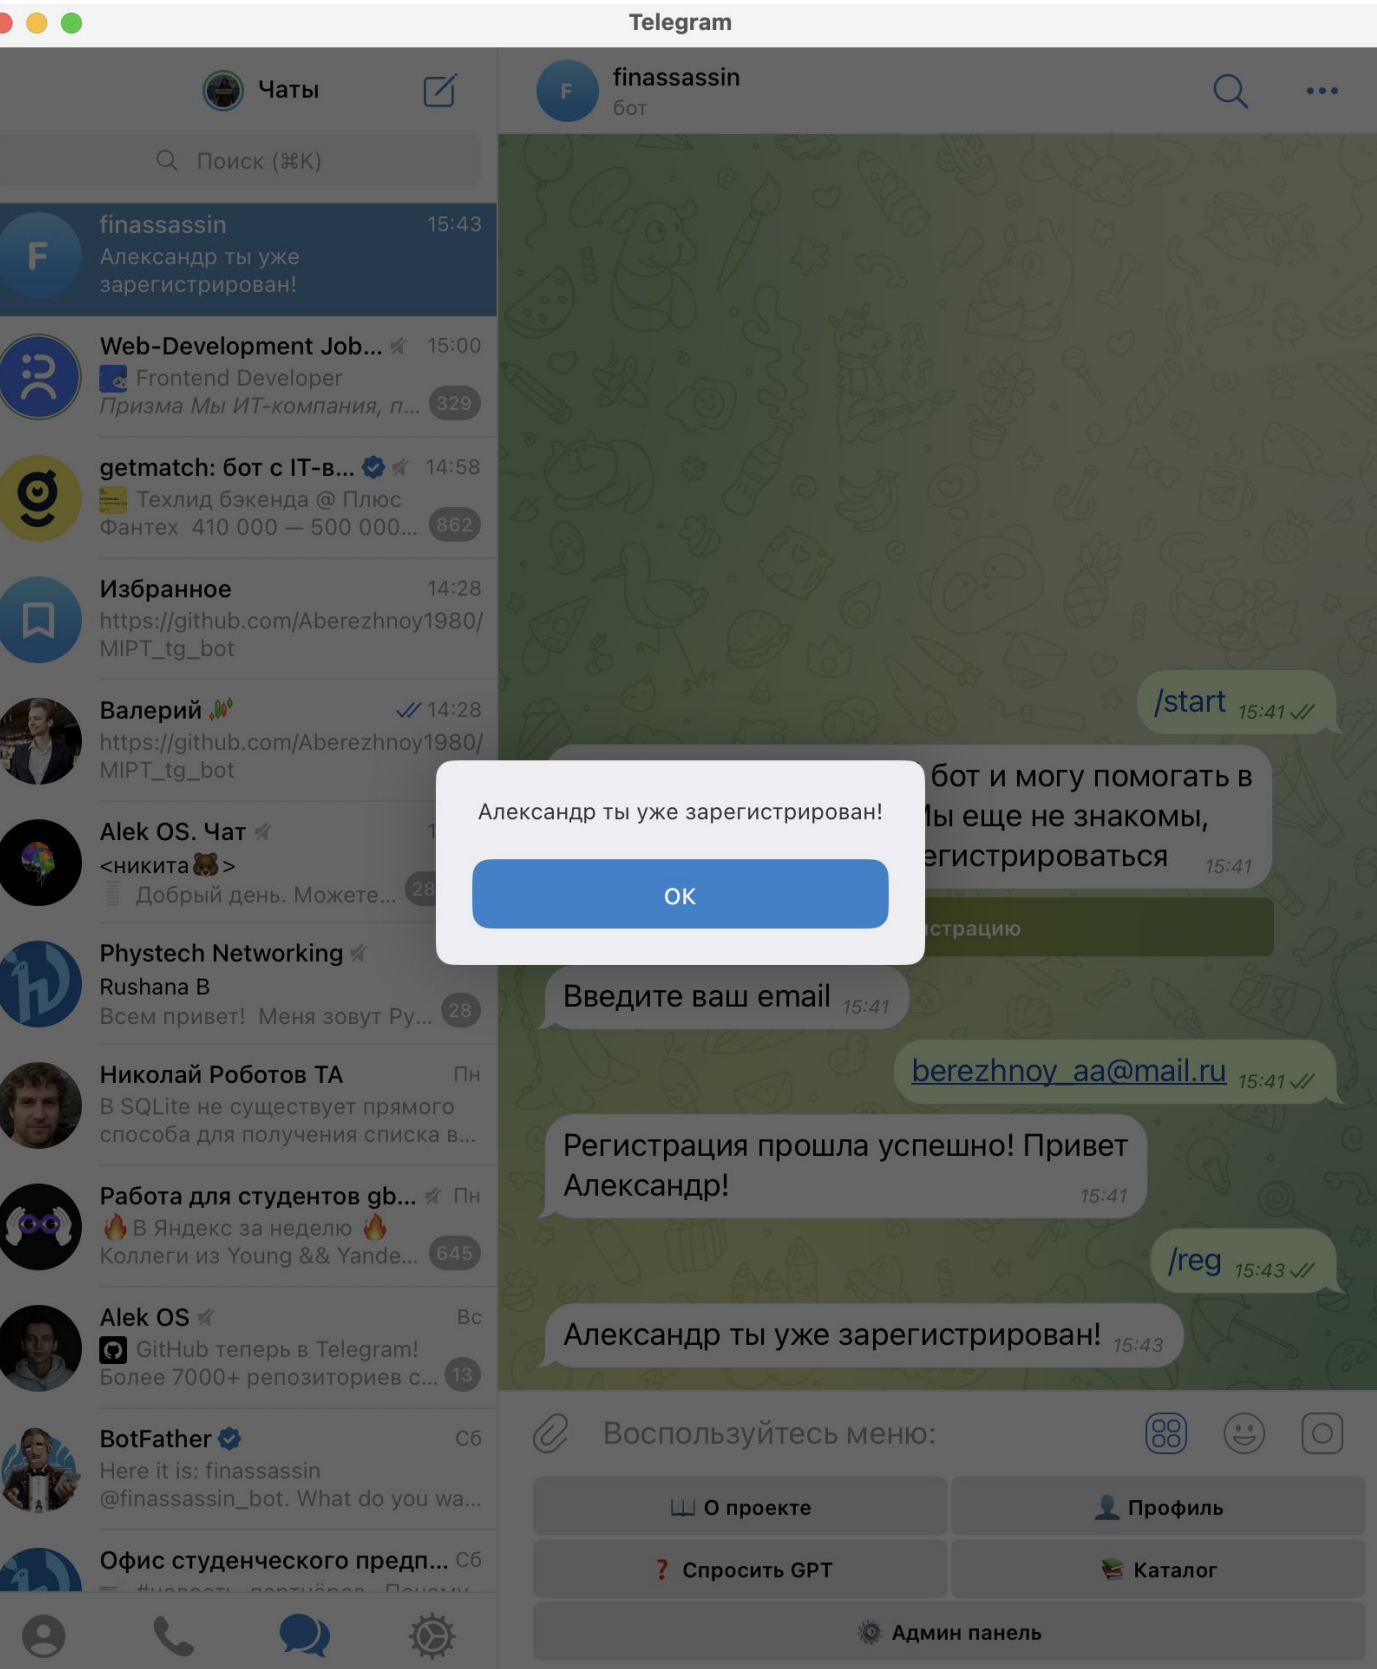 Telegram
Чаты
Поиск (⌘K)
finassassin 15:43
Александр ты уже
зарегистрирован!
Web-Development Job... 15:00
Frontend Developer
Призма Мы ИТ-компания, п... 329
getmatch: бот с IT-в... 14:58
Техлид бэкенда @ Плюс
Фантех 410 000 — 500 000... 862
Избранное 14:28
https://github.com/Aberezhnoy1980/
MIPT_tg_bot
Валерий 14:28
https://github.com/Aberezhnoy1980/
MIPT_tg_bot
Alek OS. Чат
<никита🐻>
Добрый день. Можете...
Phystech Networking
Rushana B
Всем привет! Меня зовут Ру... 28
Николай Роботов ТА Пн
В SQLite не существует прямого
способа для получения списка в...
Работа для студентов gb... Пн
🔥 В Яндекс за неделю 🔥
Коллеги из Young && Yande... 645
Alek OS Вс
GitHub теперь в Telegram!
Более 7000+ репозиториев с... 13
BotFather Сб
Here it is: finassassin
@finassassin_bot. What do you wa...
Офис студенческого предп... Сб
F
finassassin
бот
/start 15:41
бот и могу помогать в
еще не знакомы,
15:41
Александр ты уже зарегистрирован!
ОК
Введите ваш email 15:41
berezhnoy_aa@mail.ru 15:41
Регистрация прошла успешно! Привет
Александр! 15:41
/reg 15:43
Александр ты уже зарегистрирован! 15:43
Воспользуйтесь меню:
📖 О проекте
👤 Профиль
❓ Спросить GPT
📚 Каталог
⚙️ Админ панель